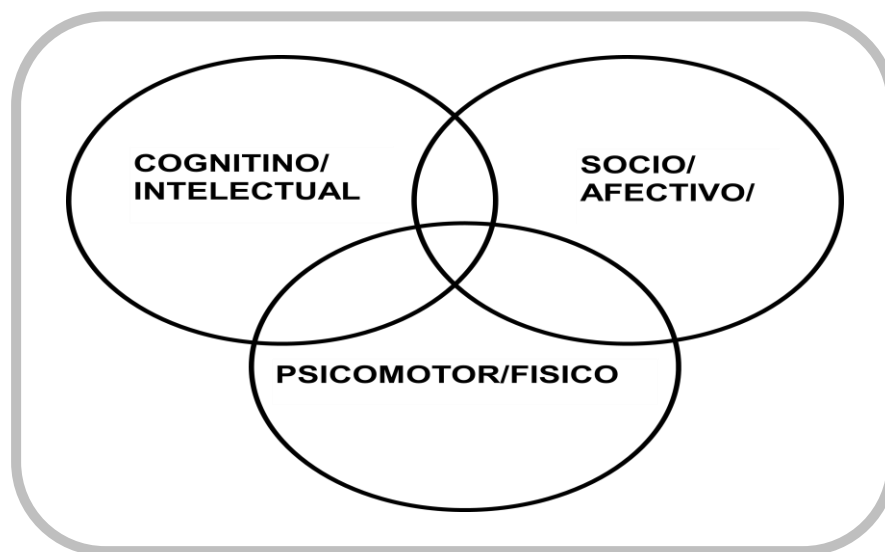 COGNITINO/
INTELECTUAL
SOCIO/
AFECTIVO/
PSICOMOTOR/FISICO